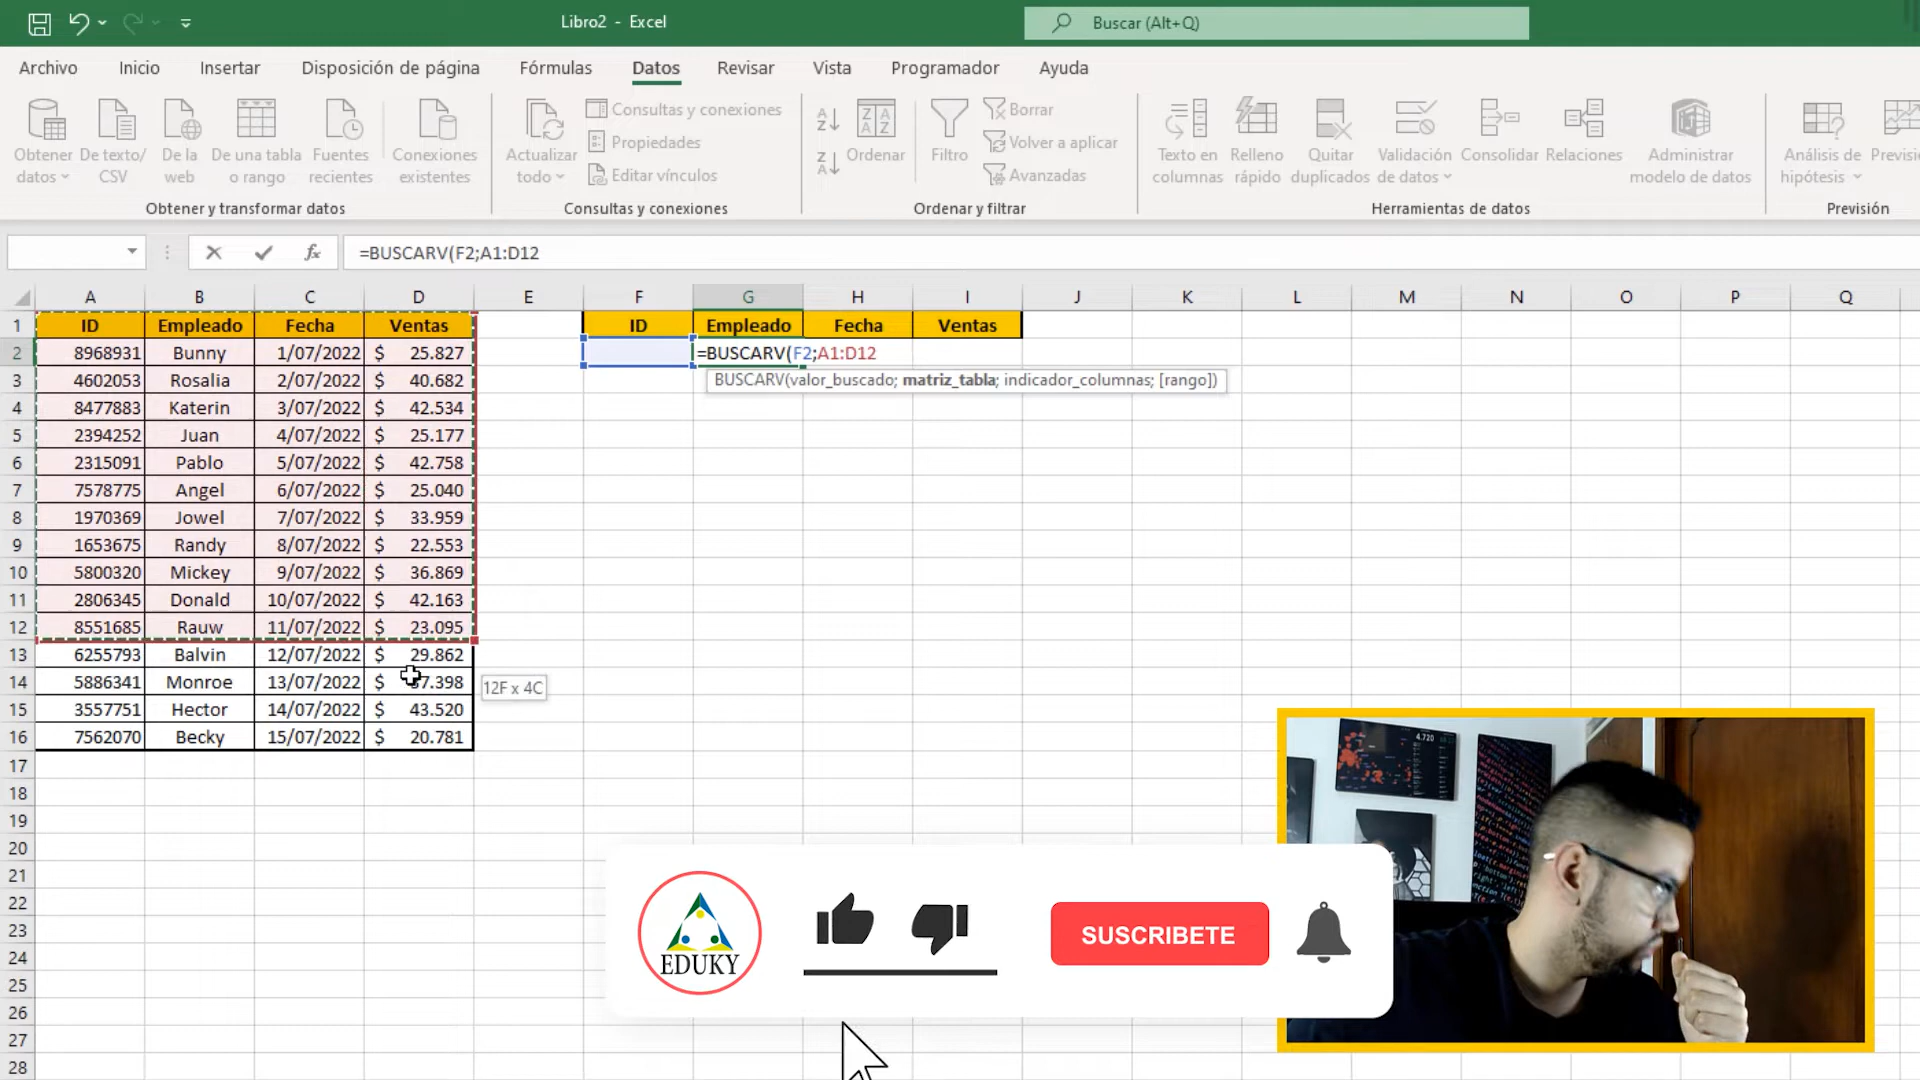 Libro2 - Excel
Buscar (Alt+Q)
Archivo Inicio Insertar Disposición de página Fórmulas Datos Revisar Vista Programador Ayuda
Obtener datos
De texto/ CSV
De la web
De una tabla o rango
Fuentes recientes
Conexiones existentes
Obtener y transformar datos
Actualizar todo
Consultas y conexiones
Propiedades
Editar vínculos
Consultas y conexiones
Ordenar
Filtro
Borrar
Volver a aplicar
Avanzadas
Ordenar y filtrar
Texto en columnas
Relleno rápido
Quitar duplicados
Validación de datos
Consolidar
Relaciones
Administrar modelo de datos
Herramientas de datos
Análisis de hipótesis
Previsión
fx =BUSCARV(F2;A1:D12
A B C D E F G H I J K L M N O P Q
1 ID Empleado Fecha Ventas ID Empleado Fecha Ventas
2 8968931 Bunny 1/07/2022 $ 25.827 =BUSCARV(F2;A1:D12
BUSCARV(valor_buscado; matriz_tabla; indicador_columnas; [rango])
3 4602053 Rosalia 2/07/2022 $ 40.682
4 8477883 Katerin 3/07/2022 $ 42.534
5 2394252 Juan 4/07/2022 $ 25.177
6 2315091 Pablo 5/07/2022 $ 42.758
7 7578775 Angel 6/07/2022 $ 25.040
8 1970369 Jowel 7/07/2022 $ 33.959
9 1653675 Randy 8/07/2022 $ 22.553
10 5800320 Mickey 9/07/2022 $ 36.869
11 2806345 Donald 10/07/2022 $ 42.163
12 8551685 Rauw 11/07/2022 $ 23.095
13 6255793 Balvin 12/07/2022 $ 29.862
14 5886341 Monroe 13/07/2022 $ 7.398
12F x 4C
15 3557751 Hector 14/07/2022 $ 43.520
16 7562070 Becky 15/07/2022 $ 20.781
17
18
19
20
21
22
23
24
25
26
27
28
4.720
EDUKY
SUSCRIBETE